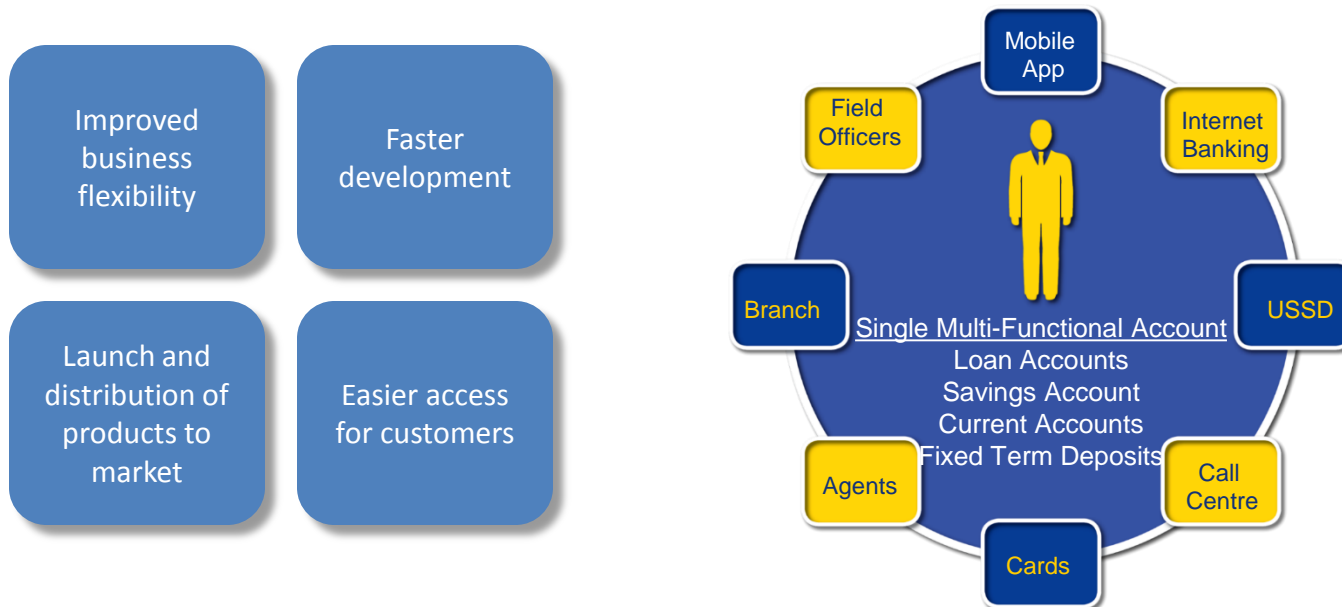 Improved
business
flexibility
Faster
development
Launch and
distribution of
products to
market
Easier access
for customers
Mobile
App
Field
Officers
Internet
Banking
Branch
USSD
Single Multi-Functional Account
Loan Accounts
Savings Account
Current Accounts
Fixed Term Deposits
Agents
Call
Centre
Cards